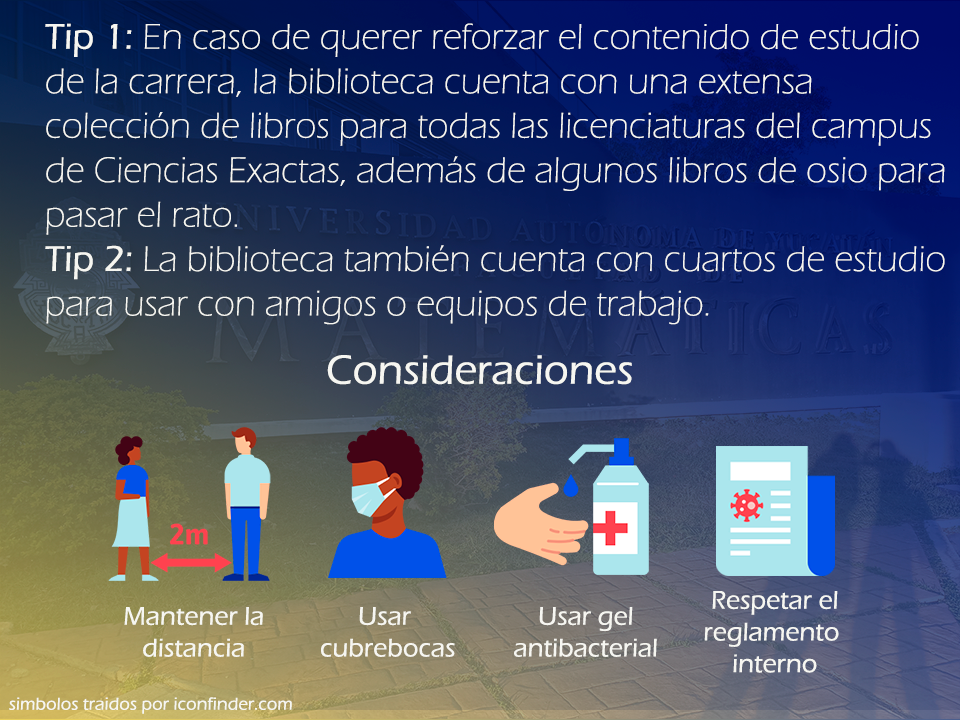 Tip 1: En caso de querer reforzar el contenido de estudio
de la carrera, la biblioteca cuenta con una extensa
colección de libros para todas las licenciaturas del campus
de Ciencias Exactas, además de algunos libros de osio para
pasar el rato.
UNIVERSIDAD AUTÓNOMA DE YUCATÁN
Tip 2: La biblioteca también cuenta con cuartos de estudio
para usar con amigos o equipos de trabajo.
MATEMÁTICAS
Consideraciones
2m
Mantener la
distancia
Usar
cubrebocas
Usar gel
antibacterial
Respetar el
reglamento
interno
simbolos traidos por iconfinder.com